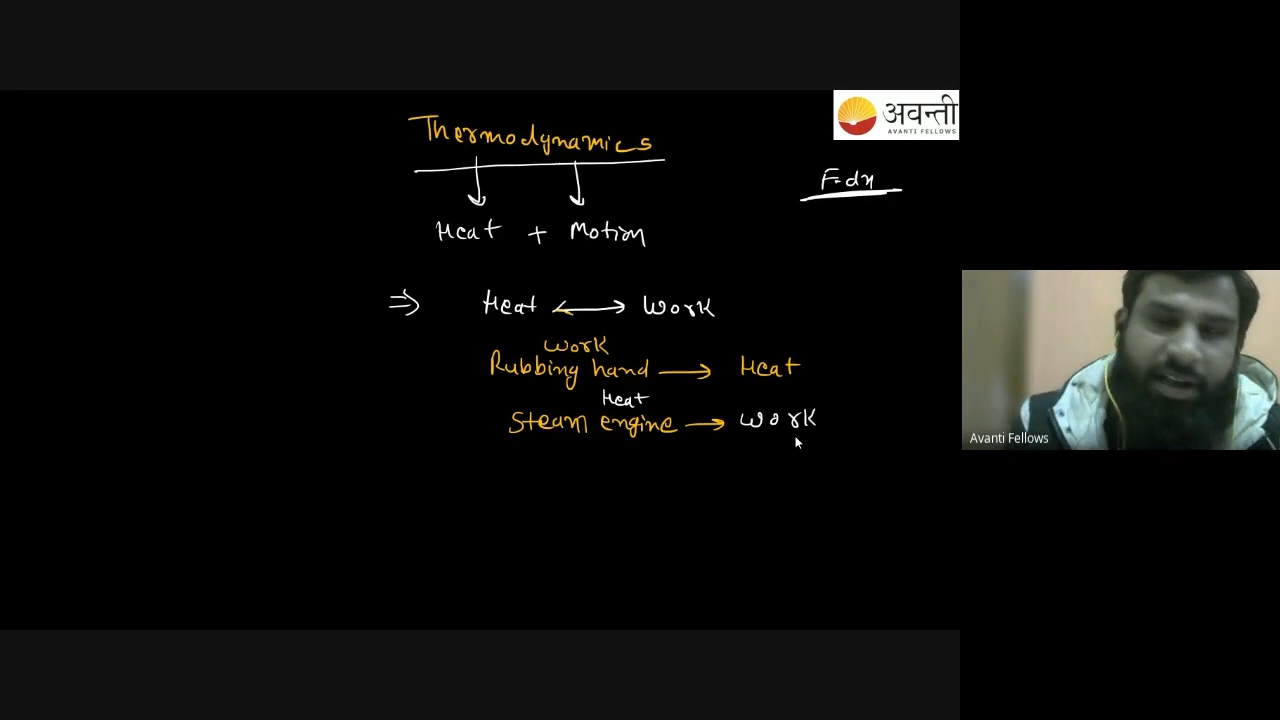 Thermodynamics
अवन्ती
AVANTI FELLOWS
F·dx
Heat + Motion
⇒ Heat ↔ Work
Work
Rubbing hand → Heat
Heat
Steam engine → Work
Avanti Fellows